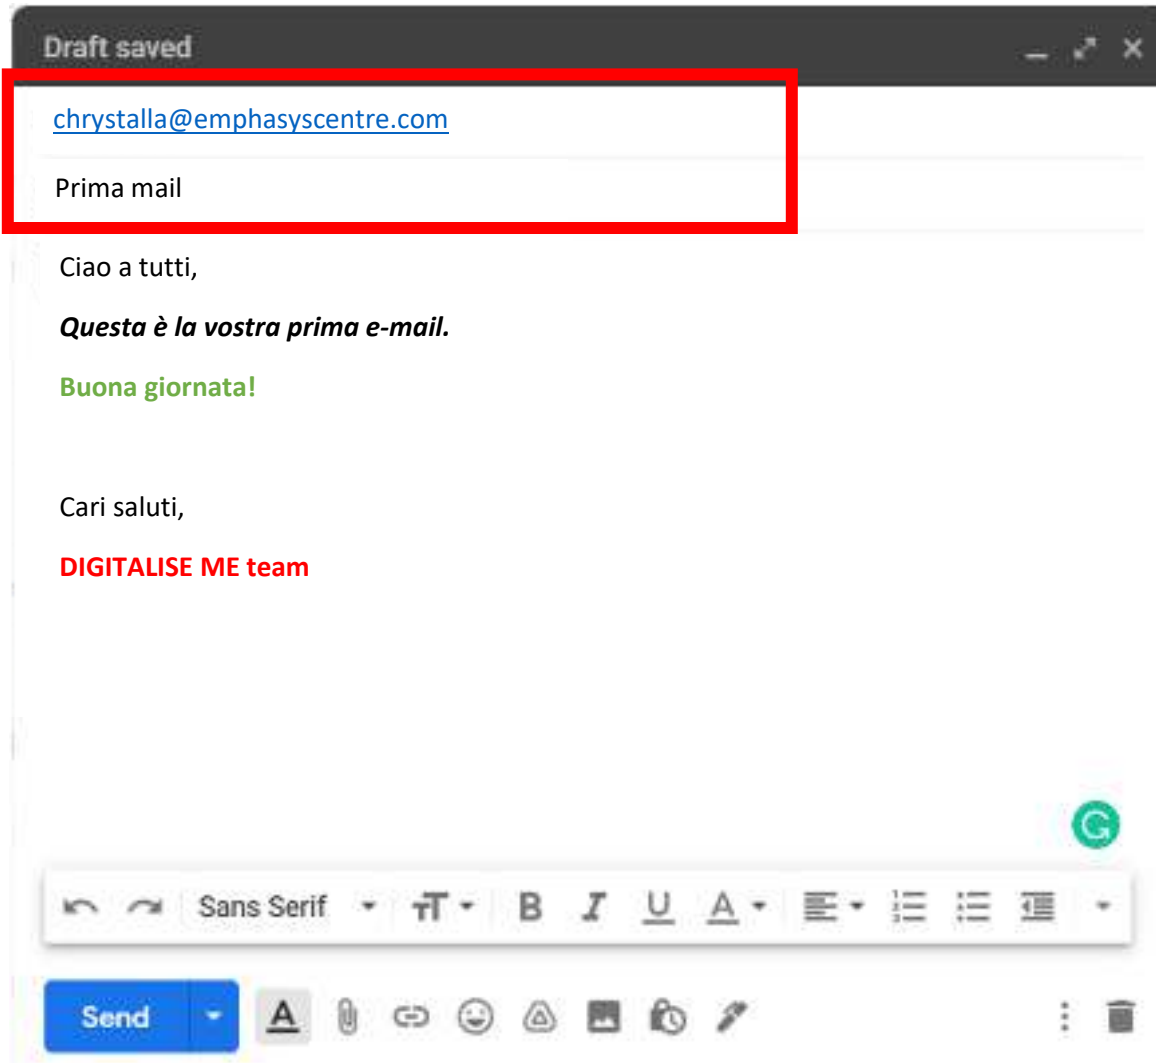 Draft saved
chrystalla@emphasyscentre.com
Prima mail
Ciao a tutti,
Questa è la vostra prima e-mail.
Buona giornata!
Cari saluti,
DIGITALISE ME team
Sans Serif
Send